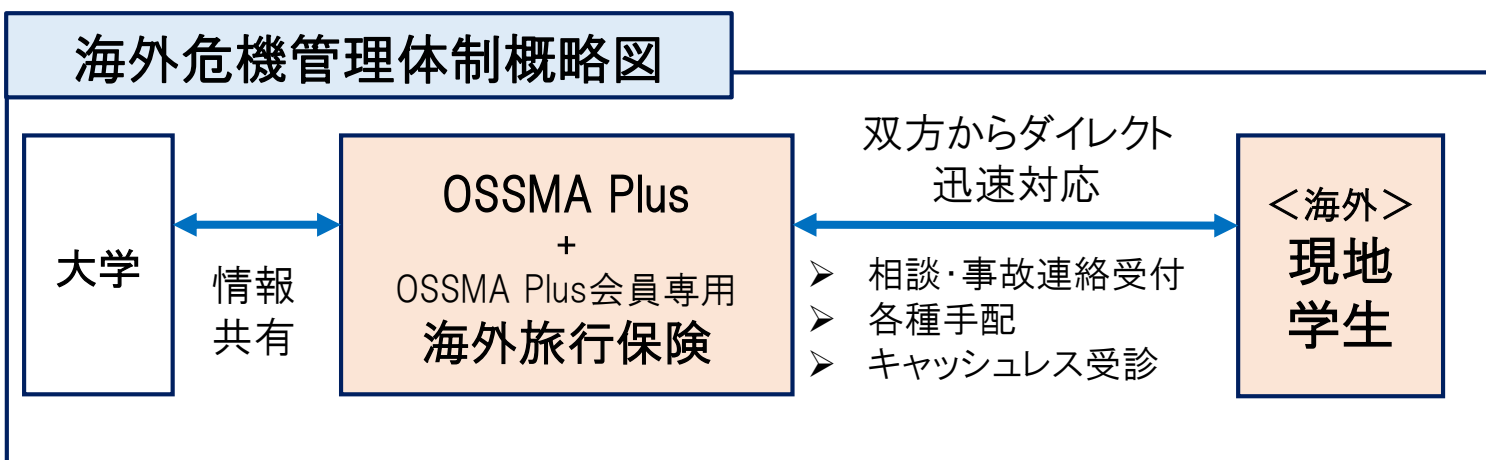 海外危機管理体制概略図
大学
情報
共有
OSSMA Plus
+
OSSMA Plus会員専用
海外旅行保険
双方からダイレクト
迅速対応
➢ 相談・事故連絡受付
➢ 各種手配
➢ キャッシュレス受診
＜海外＞
現地
学生